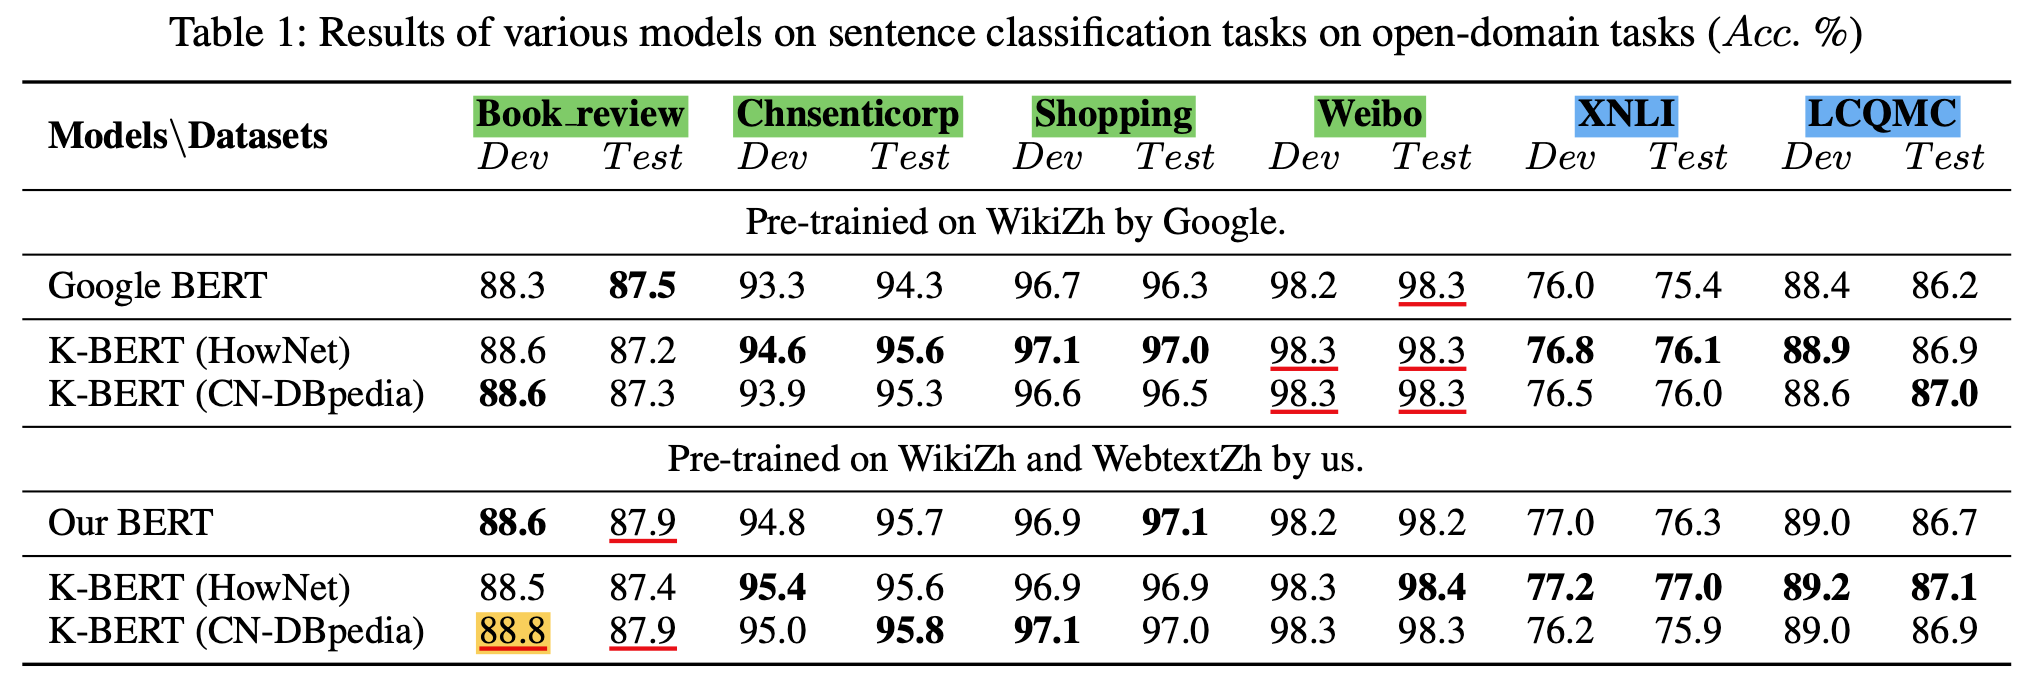 Table 1: Results of various models on sentence classification tasks on open-domain tasks (Acc. %)
Models\Datasets Book_review Chnsenticorp Shopping Weibo XNLI LCQMC
Dev Test Dev Test Dev Test Dev Test Dev Test Dev Test
Pre-trainied on WikiZh by Google.
Google BERT 88.3 87.5 93.3 94.3 96.7 96.3 98.2 98.3 76.0 75.4 88.4 86.2
K-BERT (HowNet) 88.6 87.2 94.6 95.6 97.1 97.0 98.3 98.3 76.8 76.1 88.9 86.9
K-BERT (CN-DBpedia) 88.6 87.3 93.9 95.3 96.6 96.5 98.3 98.3 76.5 76.0 88.6 87.0
Pre-trained on WikiZh and WebtextZh by us.
Our BERT 88.6 87.9 94.8 95.7 96.9 97.1 98.2 98.2 77.0 76.3 89.0 86.7
K-BERT (HowNet) 88.5 87.4 95.4 95.6 96.9 96.9 98.3 98.4 77.2 77.0 89.2 87.1
K-BERT (CN-DBpedia) 88.8 87.9 95.0 95.8 97.1 97.0 98.3 98.3 76.2 75.9 89.0 86.9